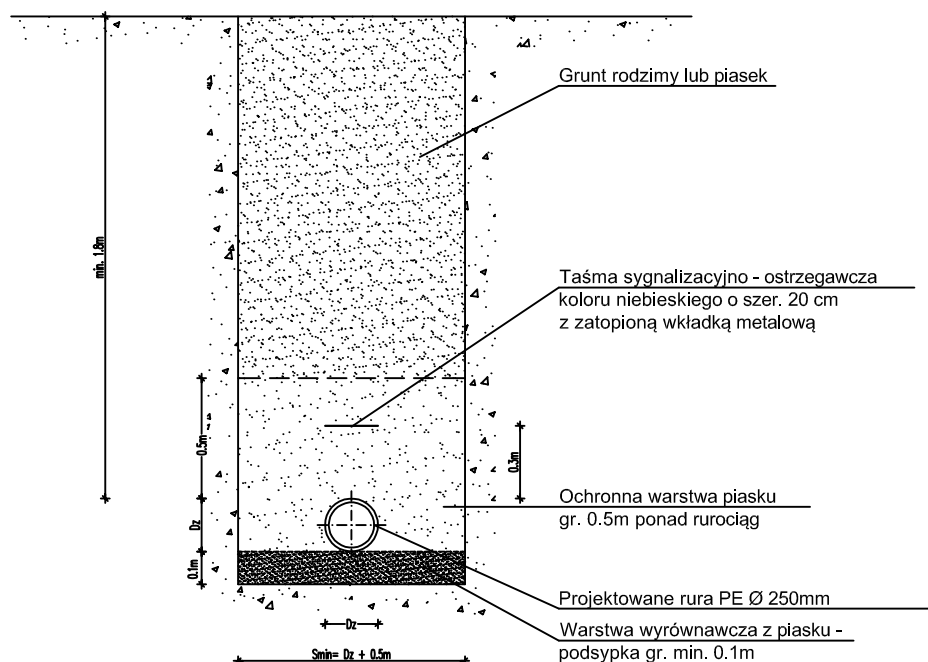 Grunt rodzimy lub piasek
min. 1.8m
Taśma sygnalizacyjno - ostrzegawcza
koloru niebieskiego o szer. 20 cm
z zatopioną wkładką metalową
0.5m
0.3m
Ochronna warstwa piasku
gr. 0.5m ponad rurociąg
Dz
0.1m
Projektowane rura PE Ø 250mm
Dz
Warstwa wyrównawcza z piasku -
podsypka gr. min. 0.1m
Smin= Dz + 0.5m